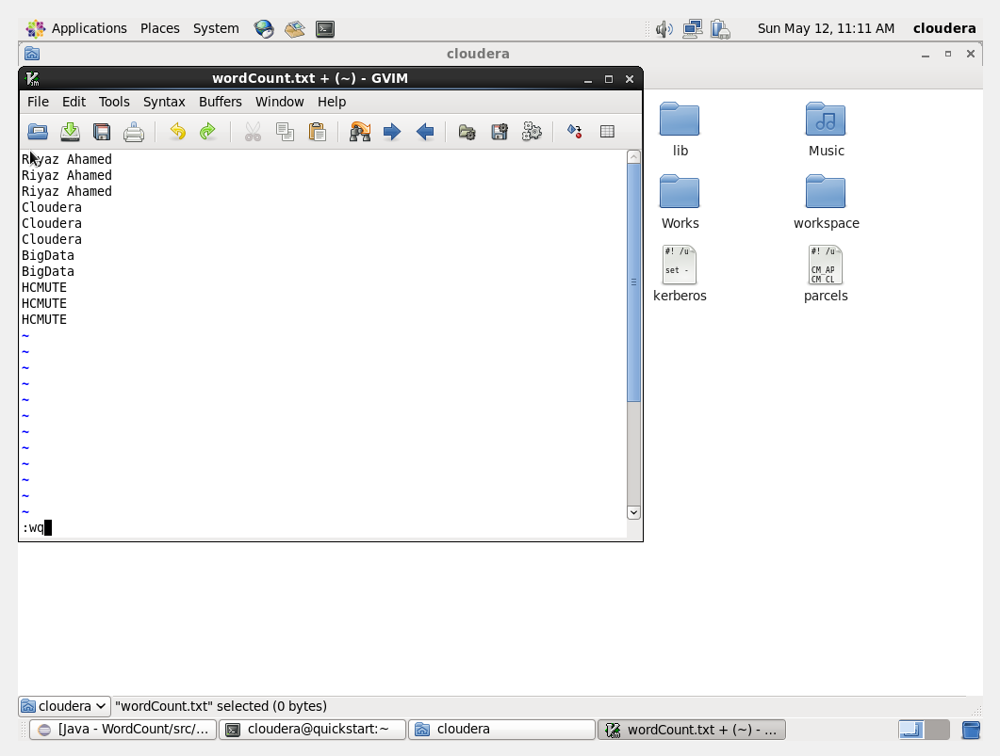 Applications Places System Sun May 12, 11:11 AM cloudera
cloudera
wordCount.txt + (~) - GVIM
File Edit Tools Syntax Buffers Window Help
Riyaz Ahamed
Riyaz Ahamed
Riyaz Ahamed
Cloudera
Cloudera
Cloudera
BigData
BigData
HCMUTE
HCMUTE
HCMUTE
~
~
~
~
~
~
~
~
~
~
~
~
:wq
lib Music
Works workspace
#! /u #! /u
set - CM_AP
CM_CL
kerberos parcels
cloudera "wordCount.txt" selected (0 bytes)
[Java - WordCount/src/... cloudera@quickstart:~ cloudera wordCount.txt + (~) - ...